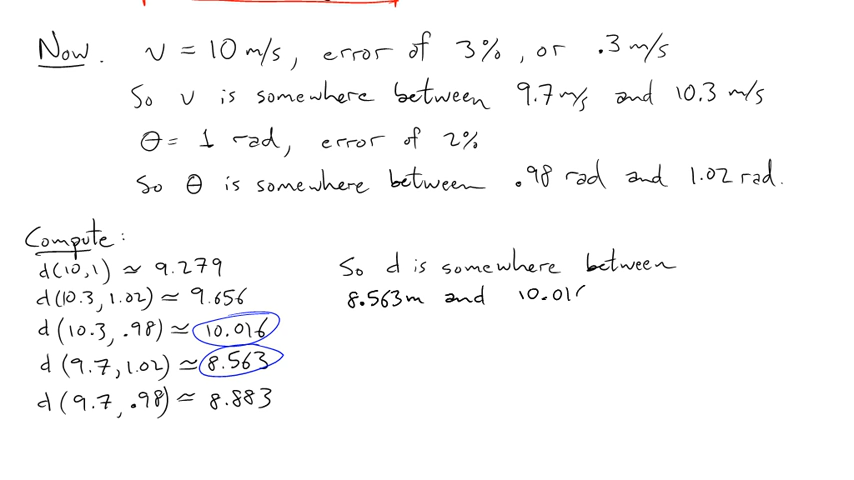 Now. v = 10 m/s, error of 3%, or .3 m/s
So v is somewhere between 9.7 m/s and 10.3 m/s
θ = 1 rad, error of 2%
So θ is somewhere between .98 rad and 1.02 rad.
Compute:
d(10,1) ≃ 9.279
d(10.3, 1.02) ≃ 9.656
d(10.3, .98) ≃ 10.016
d(9.7, 1.02) ≃ 8.563
d(9.7, .98) ≃ 8.883
So d is somewhere between
8.563m and 10.016